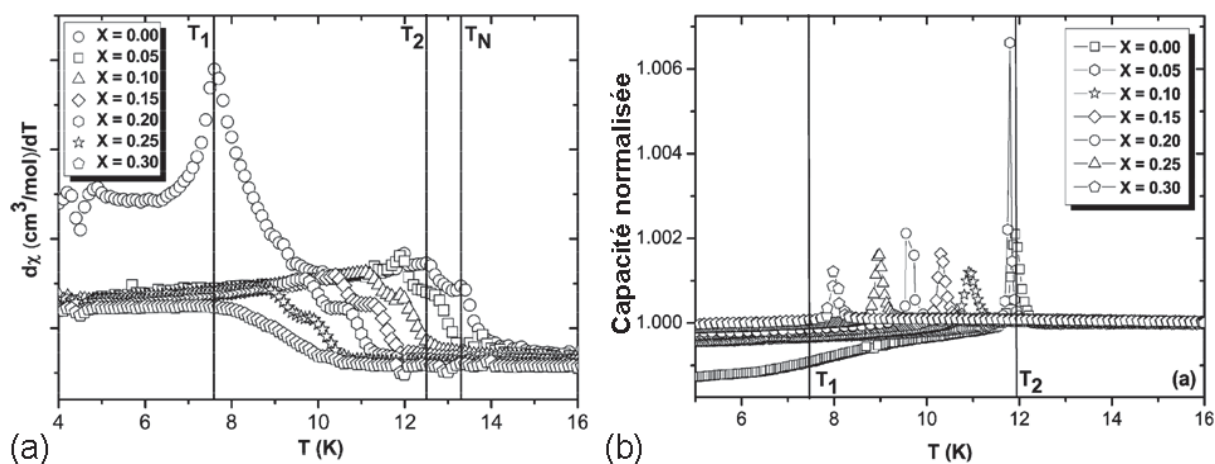 X = 0.00
X = 0.05
X = 0.10
X = 0.15
X = 0.20
X = 0.25
X = 0.30
T₁
T₂
T_N
dχ (cm³/mol)/dT
4 6 8 10 12 14 16
T (K)
(a)
X = 0.00
X = 0.05
X = 0.10
X = 0.15
X = 0.20
X = 0.25
X = 0.30
Capacité normalisée
1.006
1.004
1.002
1.000
T₁
T₂
(a)
6 8 10 12 14 16
T (K)
(b)